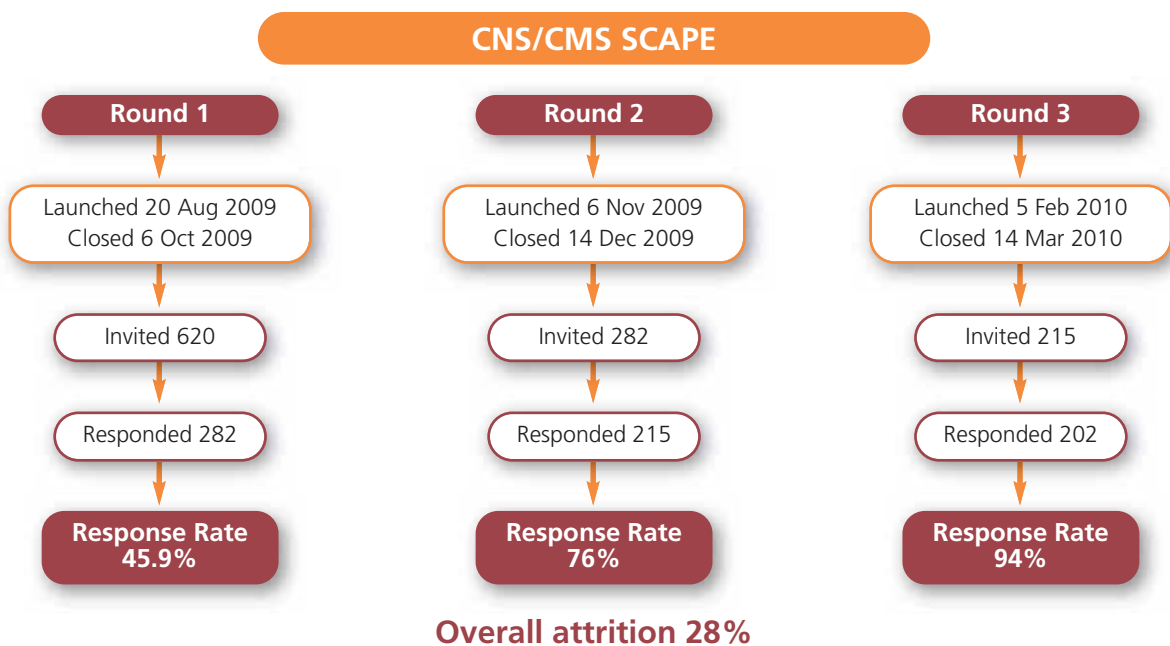 CNS/CMS SCAPE
Round 1
Launched 20 Aug 2009
Closed 6 Oct 2009
Invited 620
Responded 282
Response Rate
45.9%
Round 2
Launched 6 Nov 2009
Closed 14 Dec 2009
Invited 282
Responded 215
Response Rate
76%
Round 3
Launched 5 Feb 2010
Closed 14 Mar 2010
Invited 215
Responded 202
Response Rate
94%
Overall attrition 28%